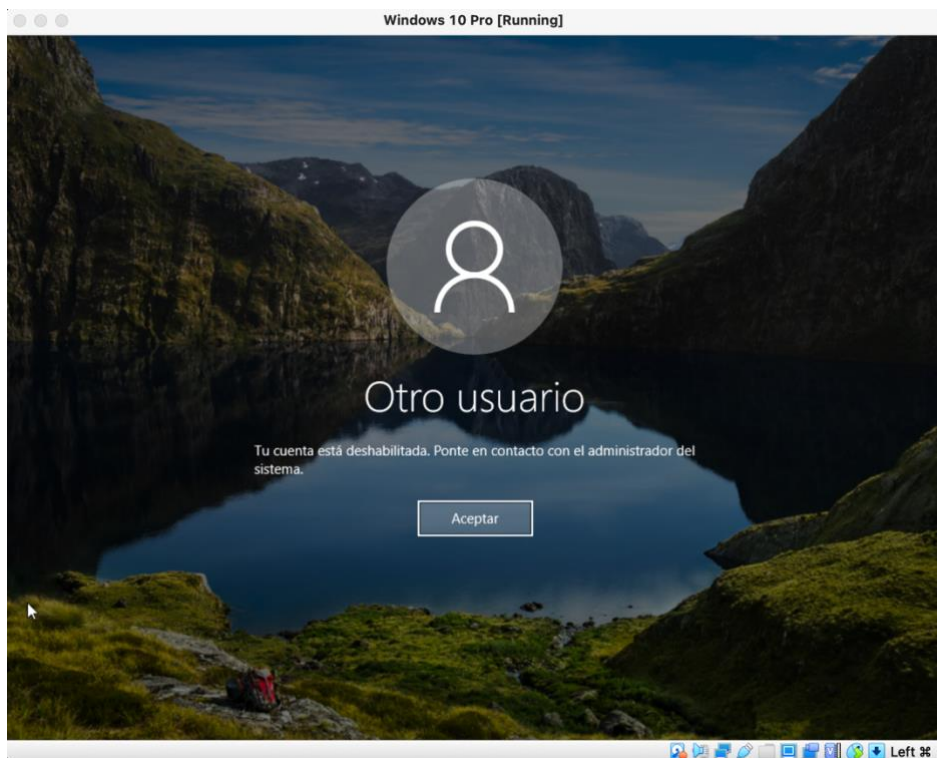 Windows 10 Pro [Running]
Otro usuario
Tu cuenta está deshabilitada. Ponte en contacto con el administrador del
sistema.
Aceptar
Left ⌘